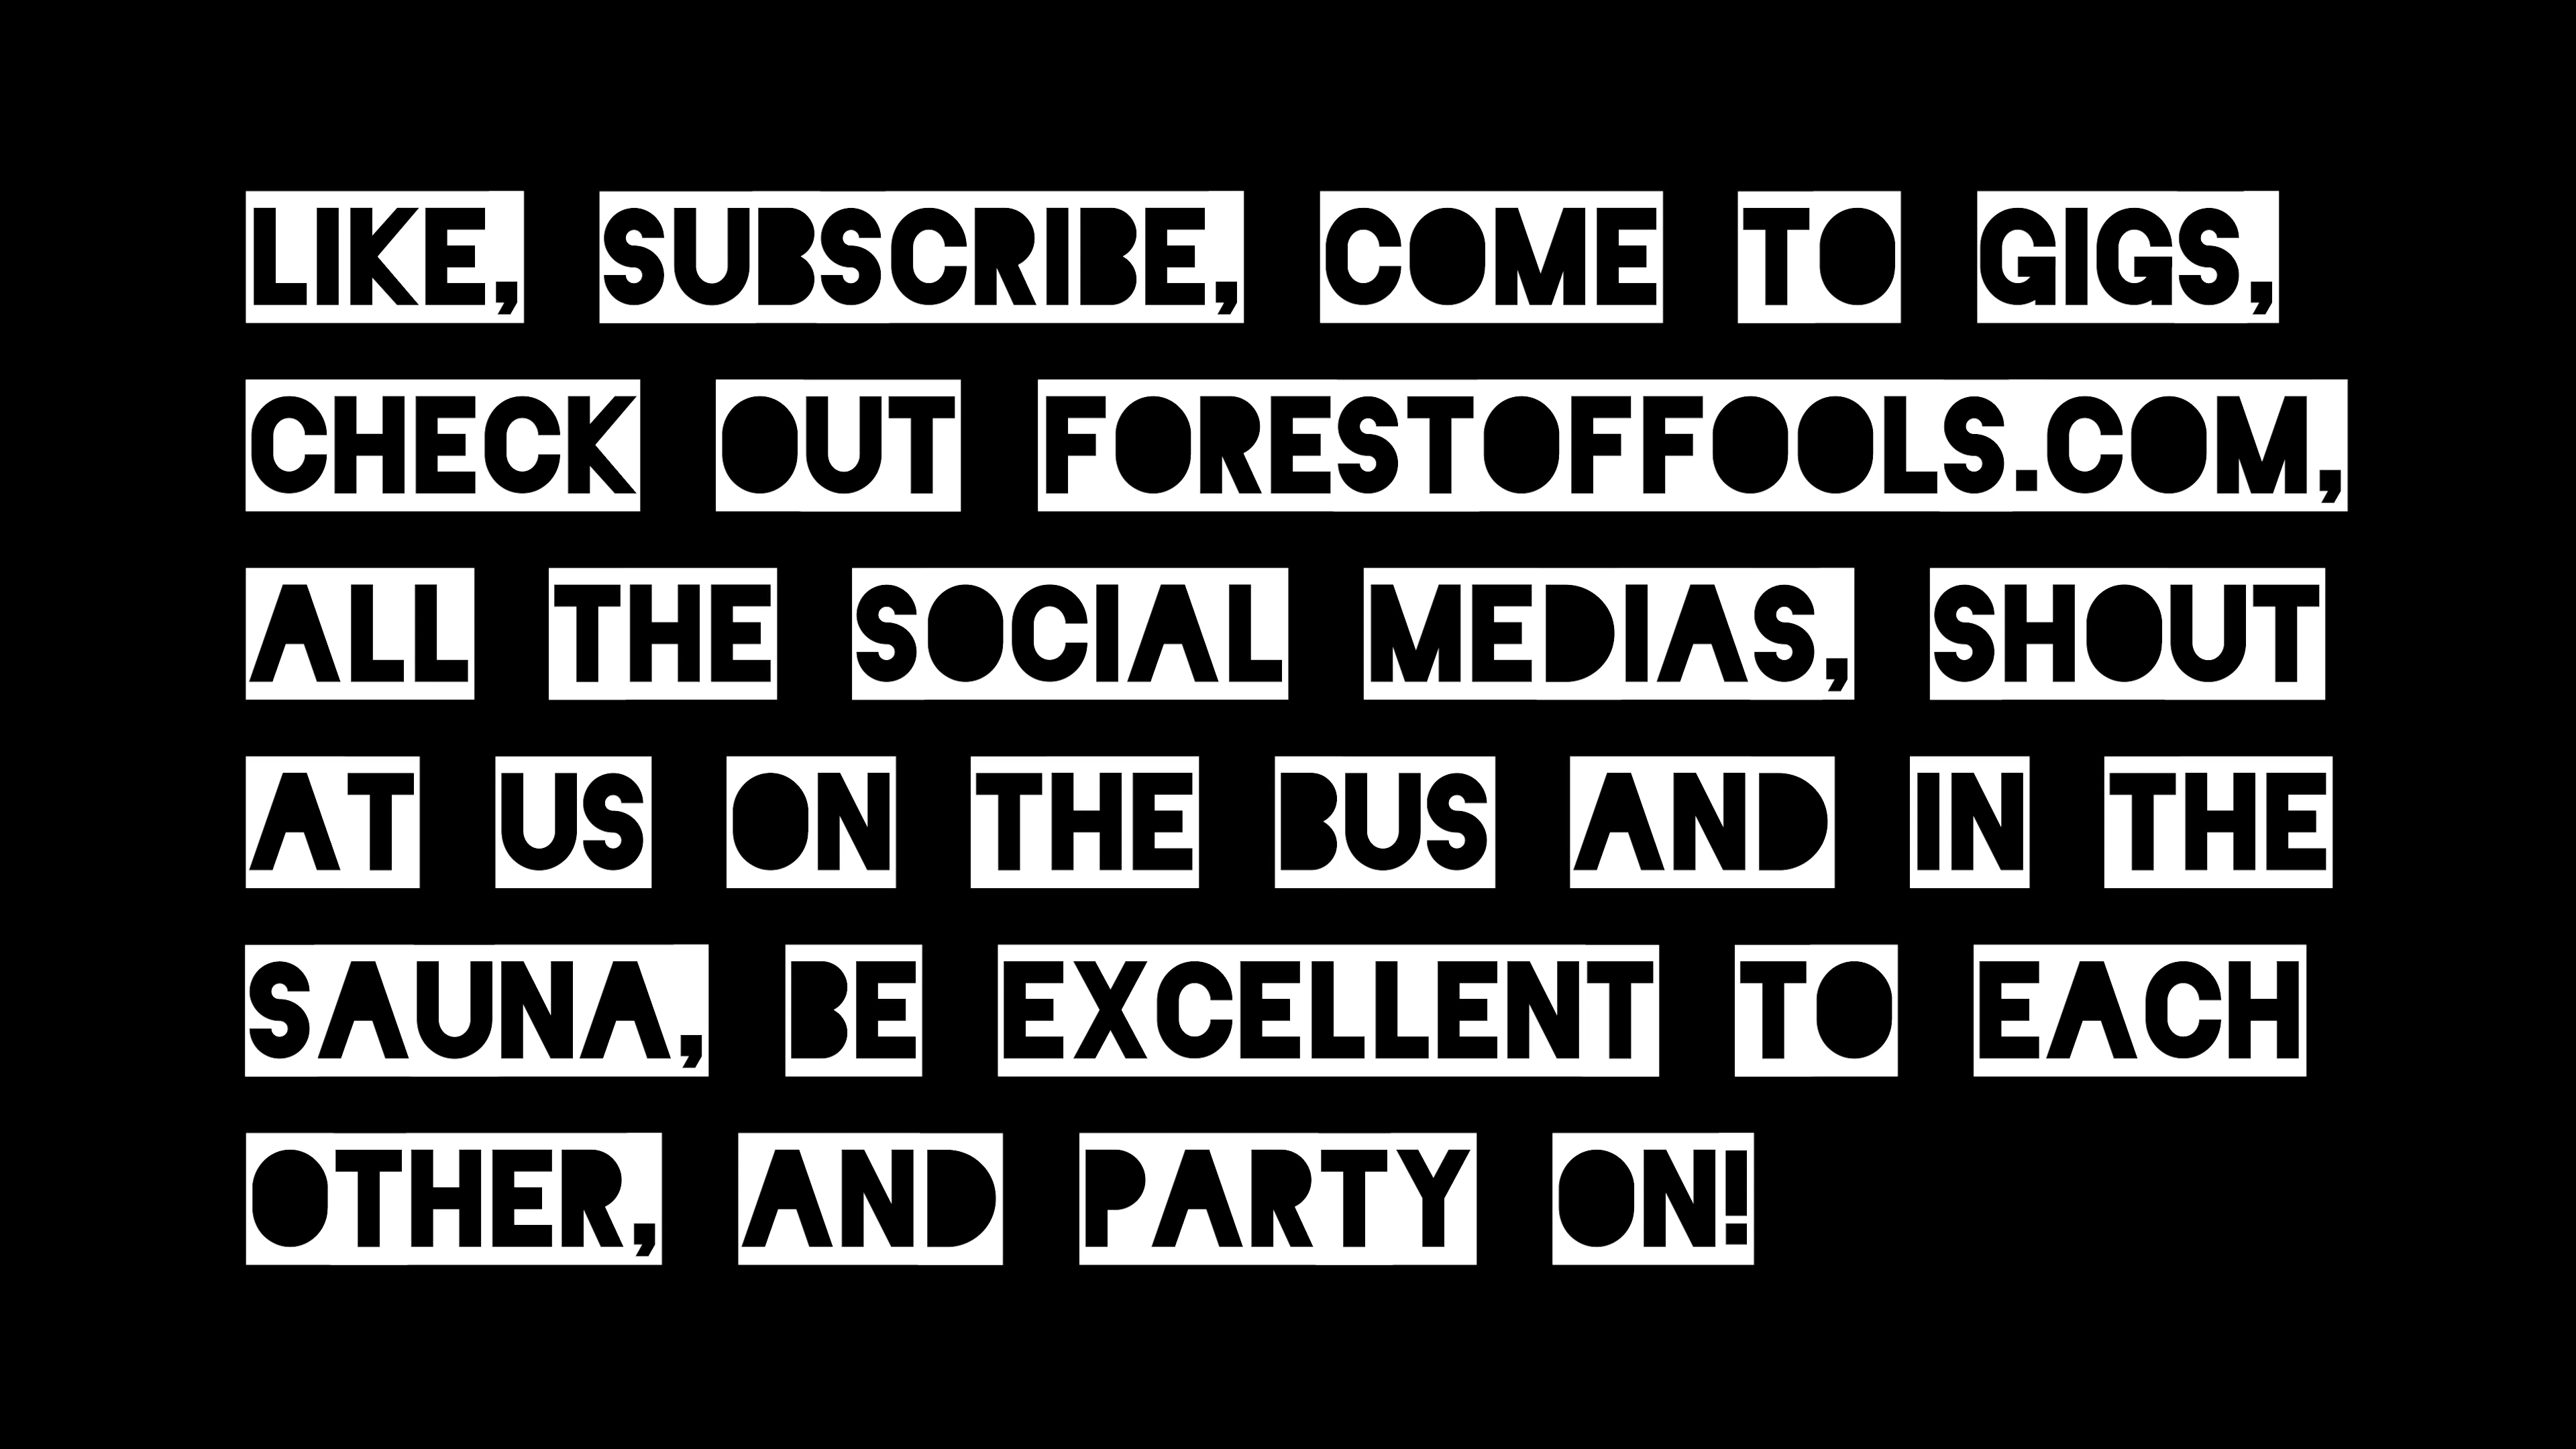 LIKE, SUBSCRIBE, COME TO GIGS,
CHECK OUT FORESTOFFOOLS.COM,
ALL THE SOCIAL MEDIAS, SHOUT
AT US ON THE BUS AND IN THE
SAUNA, BE EXCELLENT TO EACH
OTHER, AND PARTY ON!